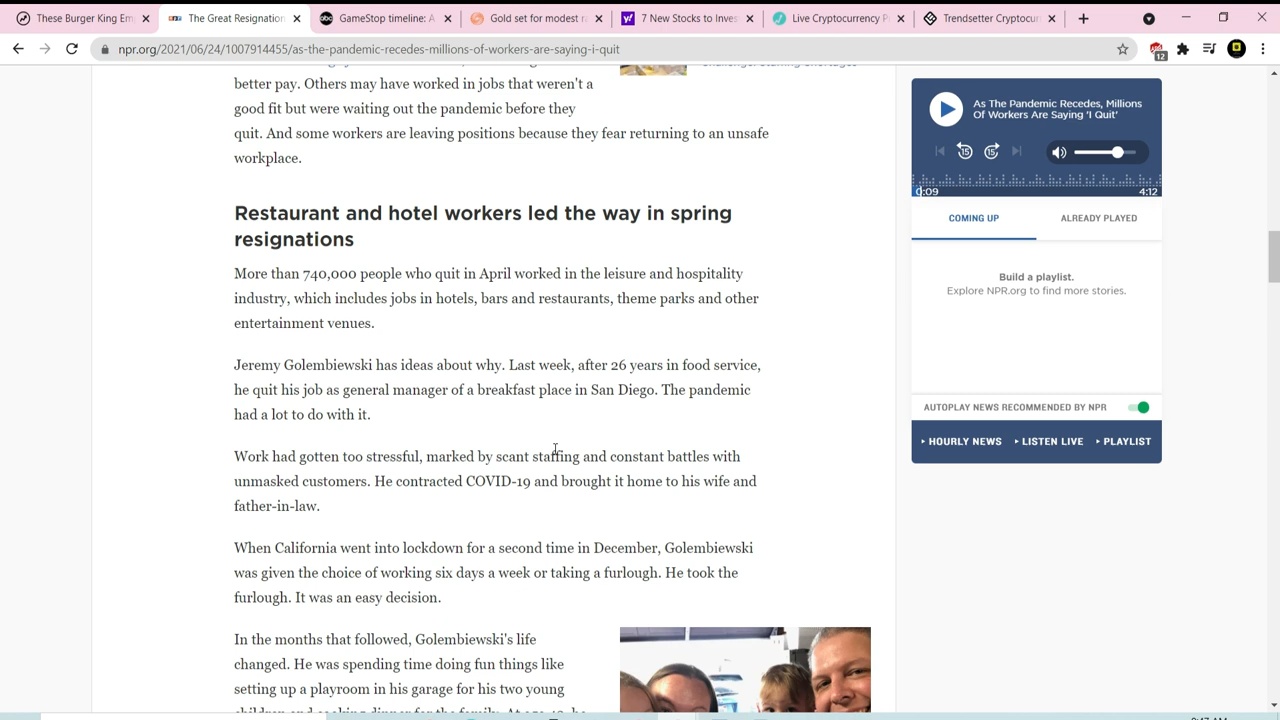 These Burger King Em
The Great Resignation
GameStop timeline: A
Gold set for modest r
7 New Stocks to Inves
Live Cryptocurrency P
Trendsetter Cryptocur
npr.org/2021/06/24/1007914455/as-the-pandemic-recedes-millions-of-workers-are-saying-i-quit
12
better pay. Others may have worked in jobs that weren't a
good fit but were waiting out the pandemic before they
quit. And some workers are leaving positions because they fear returning to an unsafe
workplace.
Restaurant and hotel workers led the way in spring
resignations
More than 740,000 people who quit in April worked in the leisure and hospitality
industry, which includes jobs in hotels, bars and restaurants, theme parks and other
entertainment venues.
Jeremy Golembiewski has ideas about why. Last week, after 26 years in food service,
he quit his job as general manager of a breakfast place in San Diego. The pandemic
had a lot to do with it.
Work had gotten too stressful, marked by scant staffing and constant battles with
unmasked customers. He contracted COVID-19 and brought it home to his wife and
father-in-law.
When California went into lockdown for a second time in December, Golembiewski
was given the choice of working six days a week or taking a furlough. He took the
furlough. It was an easy decision.
In the months that followed, Golembiewski's life
changed. He was spending time doing fun things like
setting up a playroom in his garage for his two young
As The Pandemic Recedes, Millions
Of Workers Are Saying 'I Quit'
15
15
0:09
4:12
COMING UP
ALREADY PLAYED
Build a playlist.
Explore NPR.org to find more stories.
AUTOPLAY NEWS RECOMMENDED BY NPR
HOURLY NEWS
LISTEN LIVE
PLAYLIST